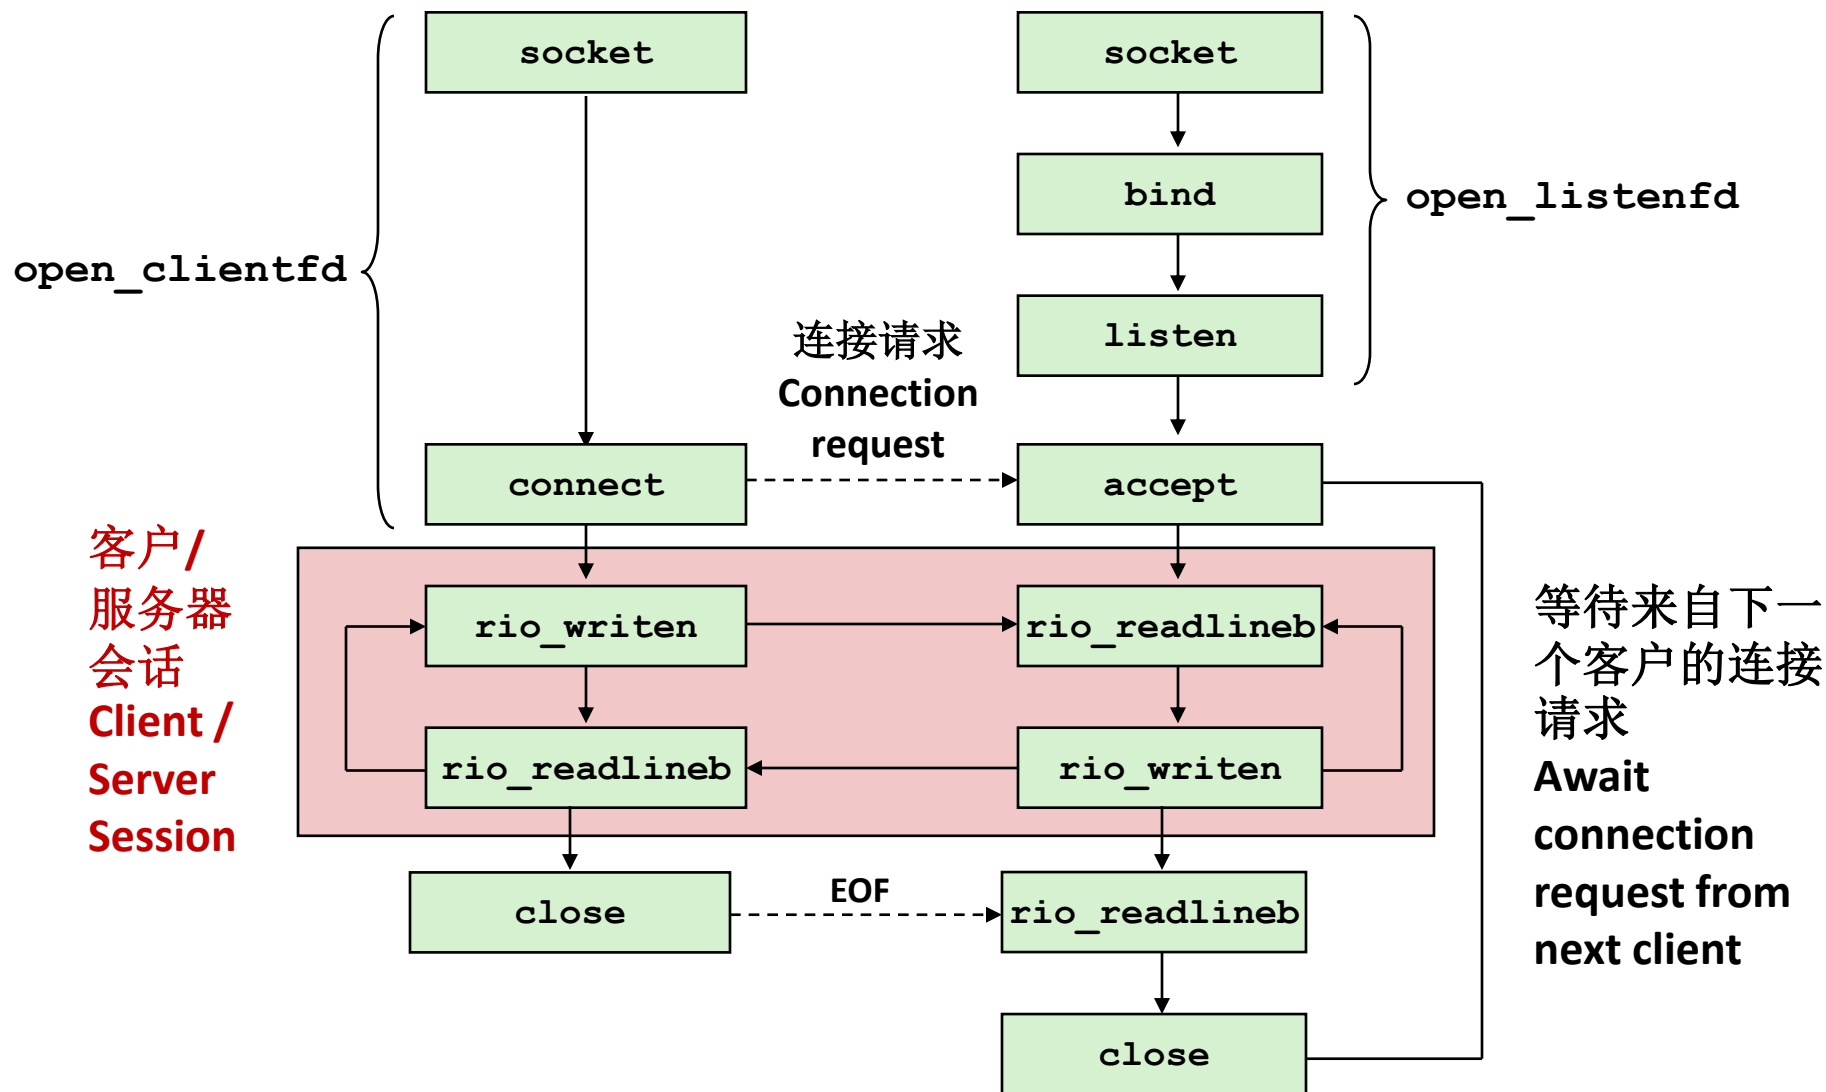 socket
socket
bind
open_listenfd
open_clientfd
listen
连接请求
Connection
request
connect
accept
客户/
服务器
会话
Client /
Server
Session
rio_writen
rio_readlineb
rio_readlineb
rio_writen
等待来自下一
个客户的连接
请求
Await
connection
request from
next client
close
EOF
rio_readlineb
close